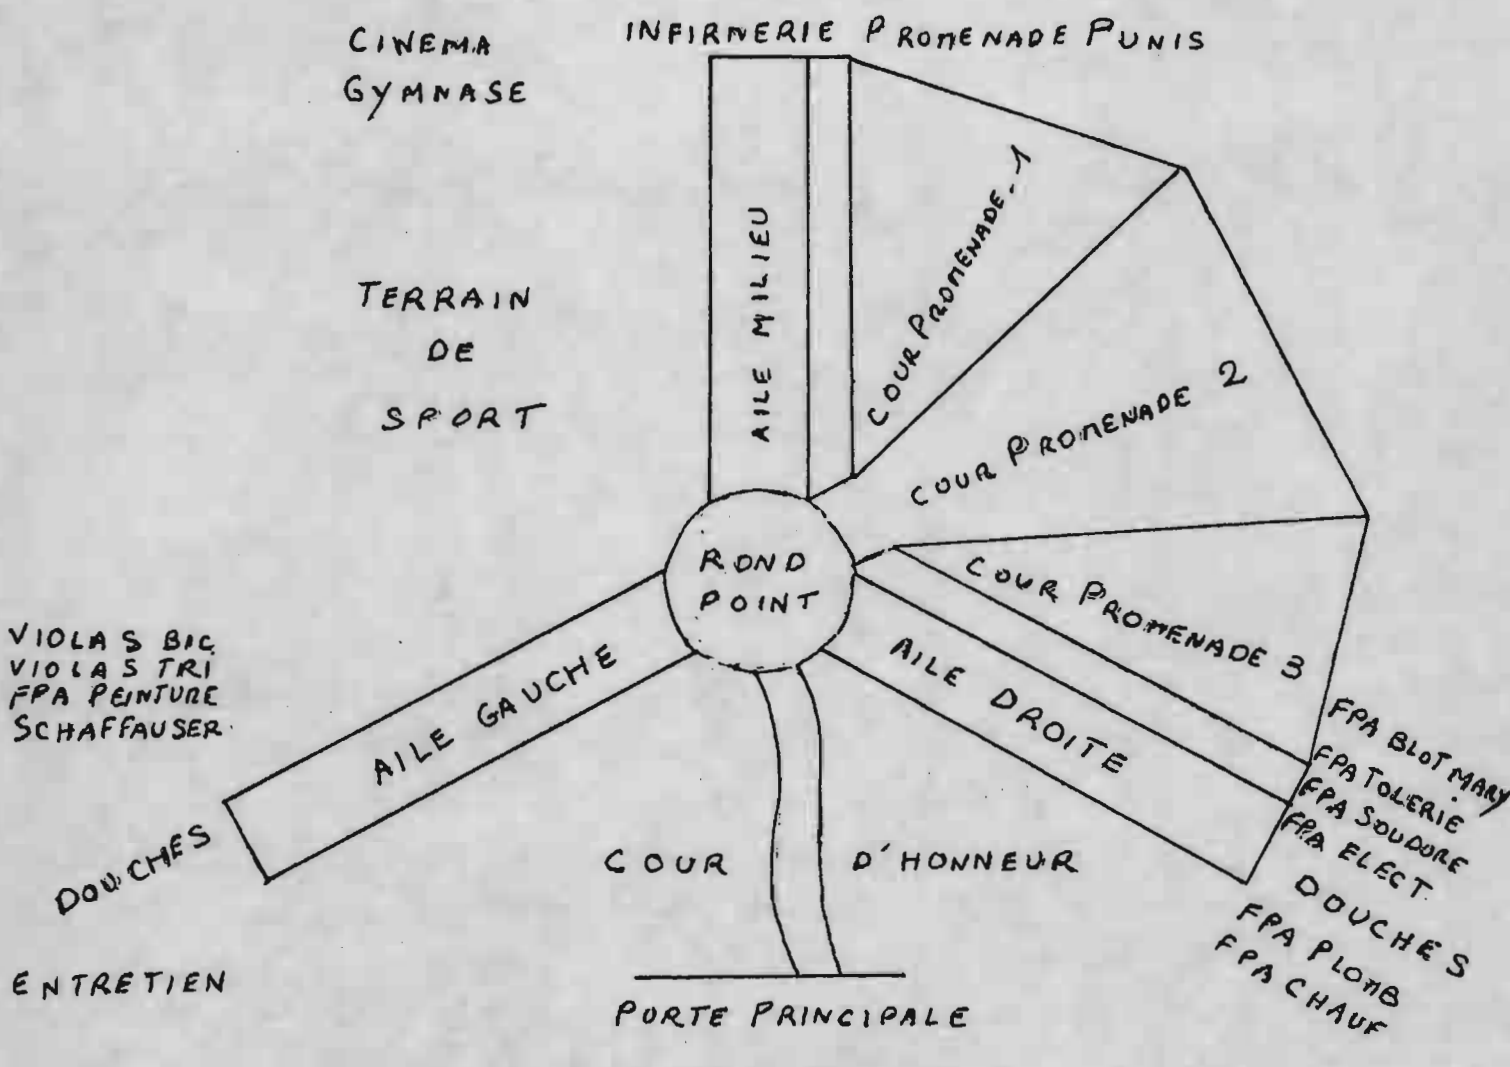 CINEMA
GYMNASE
INFIRMERIE PROMENADE PUNIS
TERRAIN
DE
SPORT
AILE MILIEU
COUR PROMENADE. 1
COUR PROMENADE 2
COUR PROMENADE 3
ROND
POINT
VIOLAS BIC
VIOLAS TRI
FPA PEINTURE
SCHAFFAUSER
AILE GAUCHE
AILE DROITE
DOUCHES
ENTRETIEN
COUR D'HONNEUR
PORTE PRINCIPALE
FPA BLOT MARY
FPA TOLERIE
FPA SOUDURE
FPA ELECT
DOUCHES
FPA PLOMB
FPA CHAUF